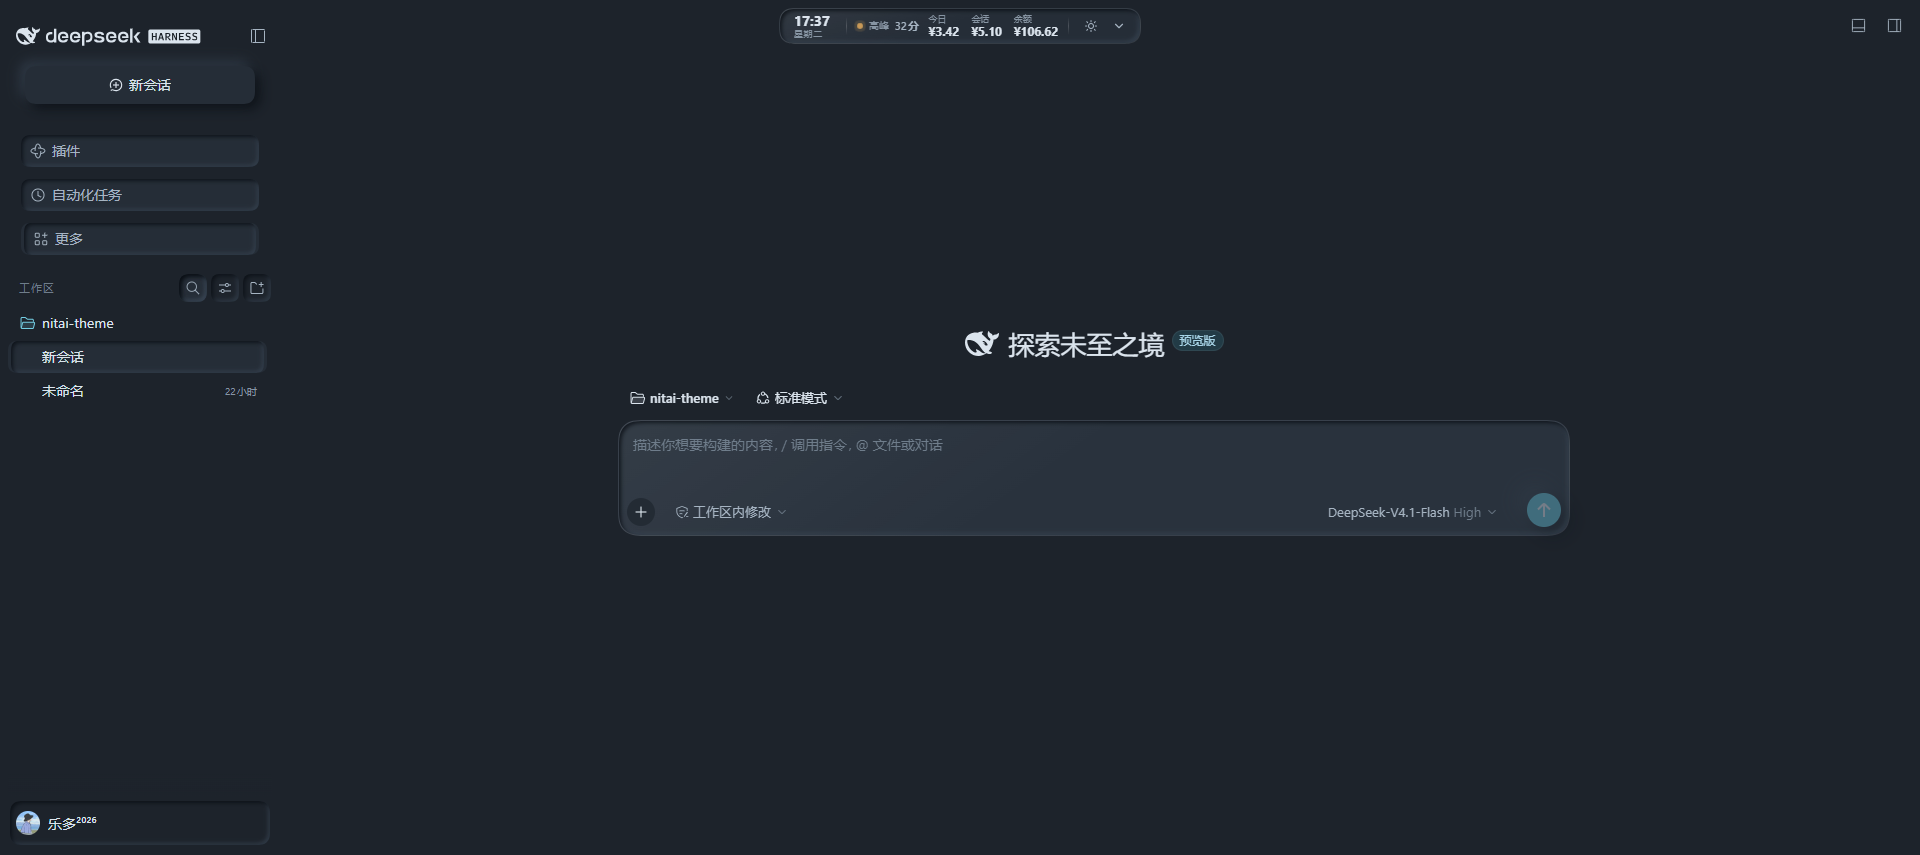 deepseek HARNESS
新会话
插件
自动化任务
更多
工作区
nitai-theme
新会话
未命名 22小时
乐多2026
17:37
星期二
高峰 32分
今日
¥3.42
会话
¥5.10
余额
¥106.62
探索未至之境 预览版
nitai-theme 标准模式
描述你想要构建的内容, / 调用指令, @ 文件或对话
工作区内修改 DeepSeek-V4.1-Flash High